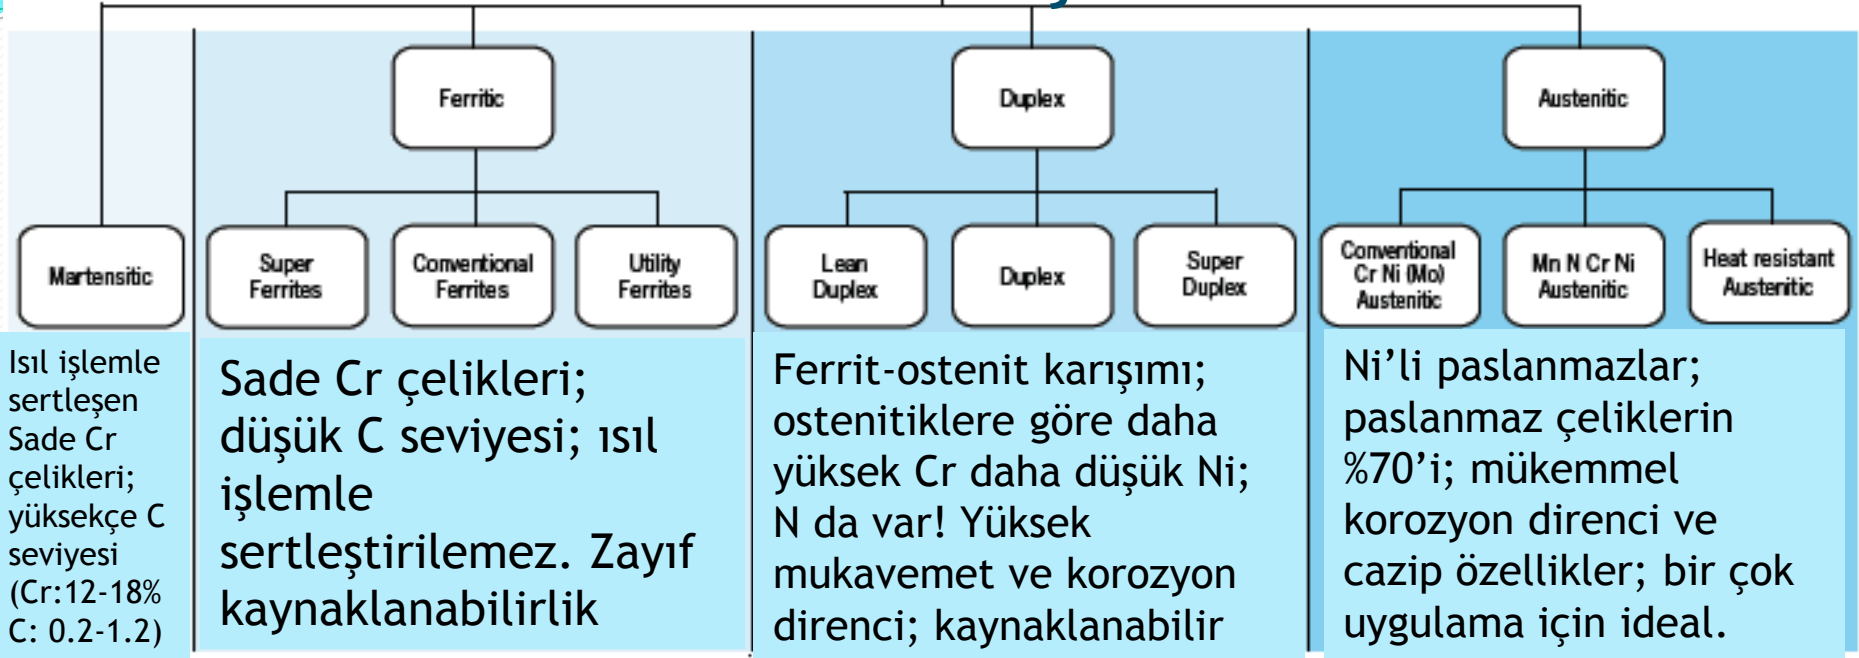 Ferritic
Duplex
Austenitic
Martensitic
Super
Ferrites
Conventional
Ferrites
Utility
Ferrites
Lean
Duplex
Duplex
Super
Duplex
Conventional
Cr Ni (Mo)
Austenitic
Mn N Cr Ni
Austenitic
Heat resistant
Austenitic
Isıl işlemle
sertleşen
Sade Cr
çelikleri;
yüksekçe C
seviyesi
(Cr:12-18%
C: 0.2-1.2)
Sade Cr çelikleri;
düşük C seviyesi; ısıl
işlemle
sertleştirilemez. Zayıf
kaynaklanabilirlik
Ferrit-ostenit karışımı;
ostenitiklere göre daha
yüksek Cr daha düşük Ni;
N da var! Yüksek
mukavemet ve korozyon
direnci; kaynaklanabilir
Ni’li paslanmazlar;
paslanmaz çeliklerin
%70’i; mükemmel
korozyon direnci ve
cazip özellikler; bir çok
uygulama için ideal.